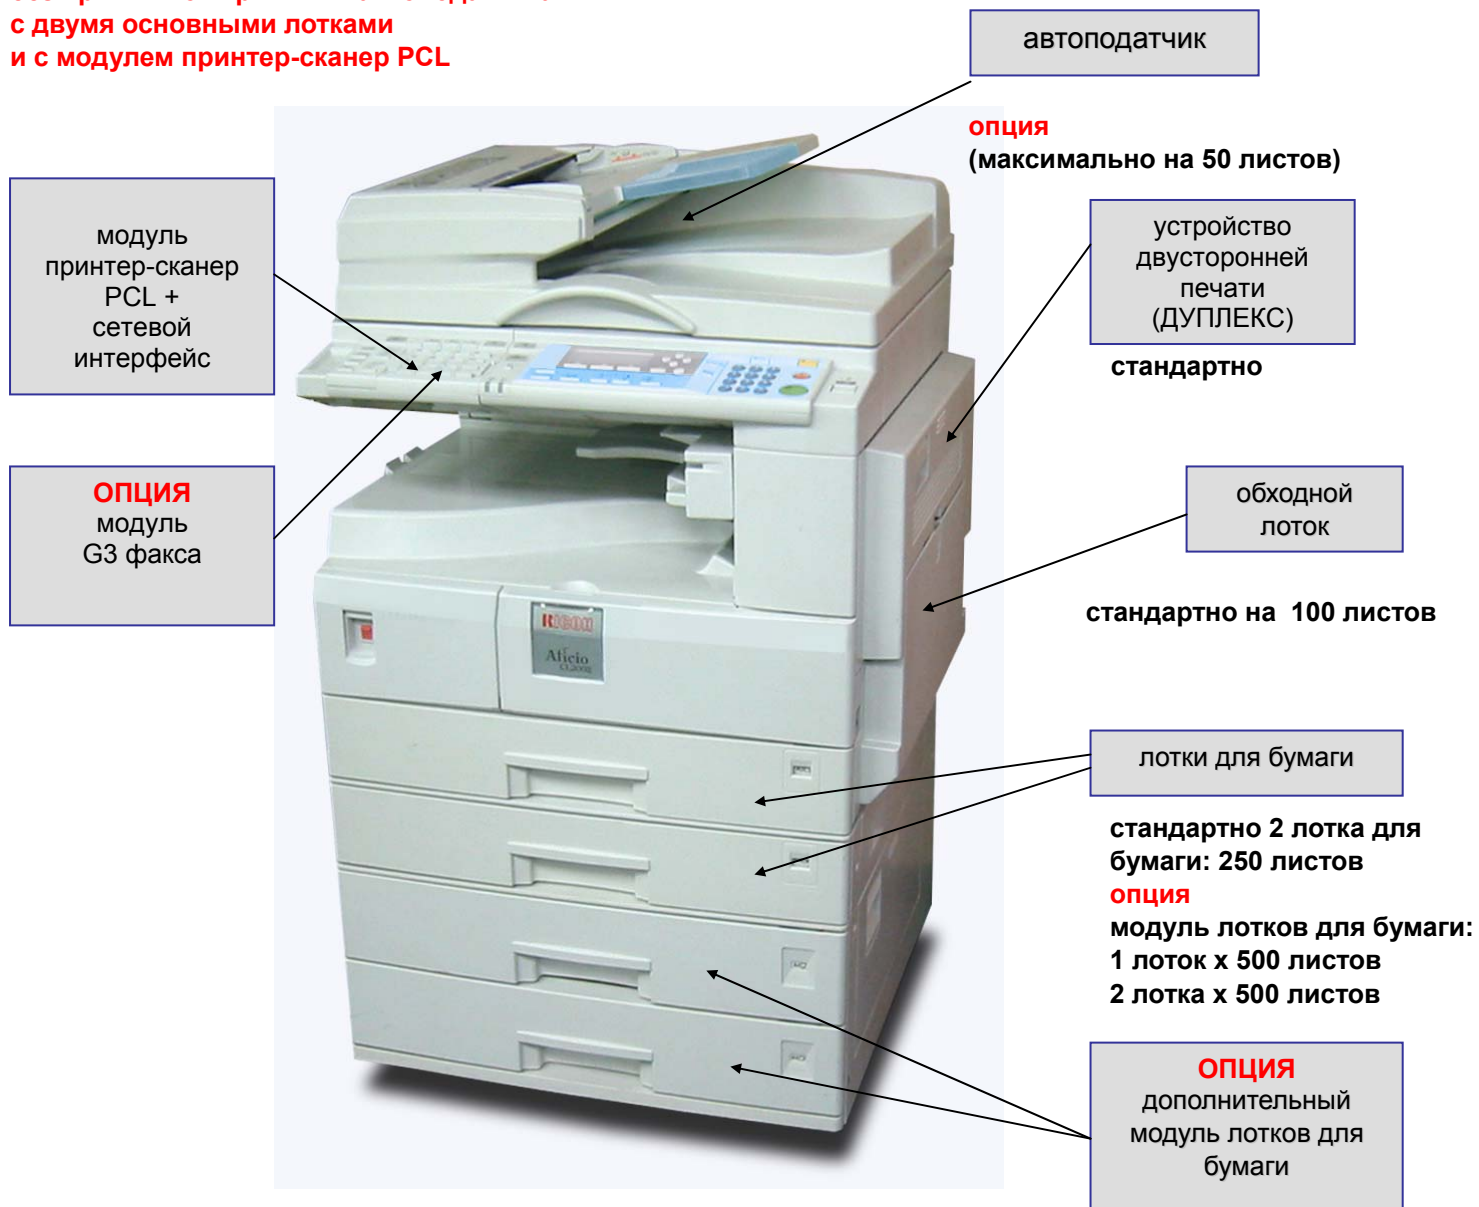 с двумя основными лотками
и с модулем принтер-сканер PCL
автоподатчик
опция
(максимально на 50 листов)
модуль
принтер-сканер
PCL +
сетевой
интерфейс
устройство
двусторонней
печати
(ДУПЛЕКС)
стандартно
ОПЦИЯ
модуль
G3 факса
обходной
лоток
стандартно на 100 листов
RICOH
Aficio
лотки для бумаги
стандартно 2 лотка для
бумаги: 250 листов
опция
модуль лотков для бумаги:
1 лоток х 500 листов
2 лотка х 500 листов
ОПЦИЯ
дополнительный
модуль лотков для
бумаги